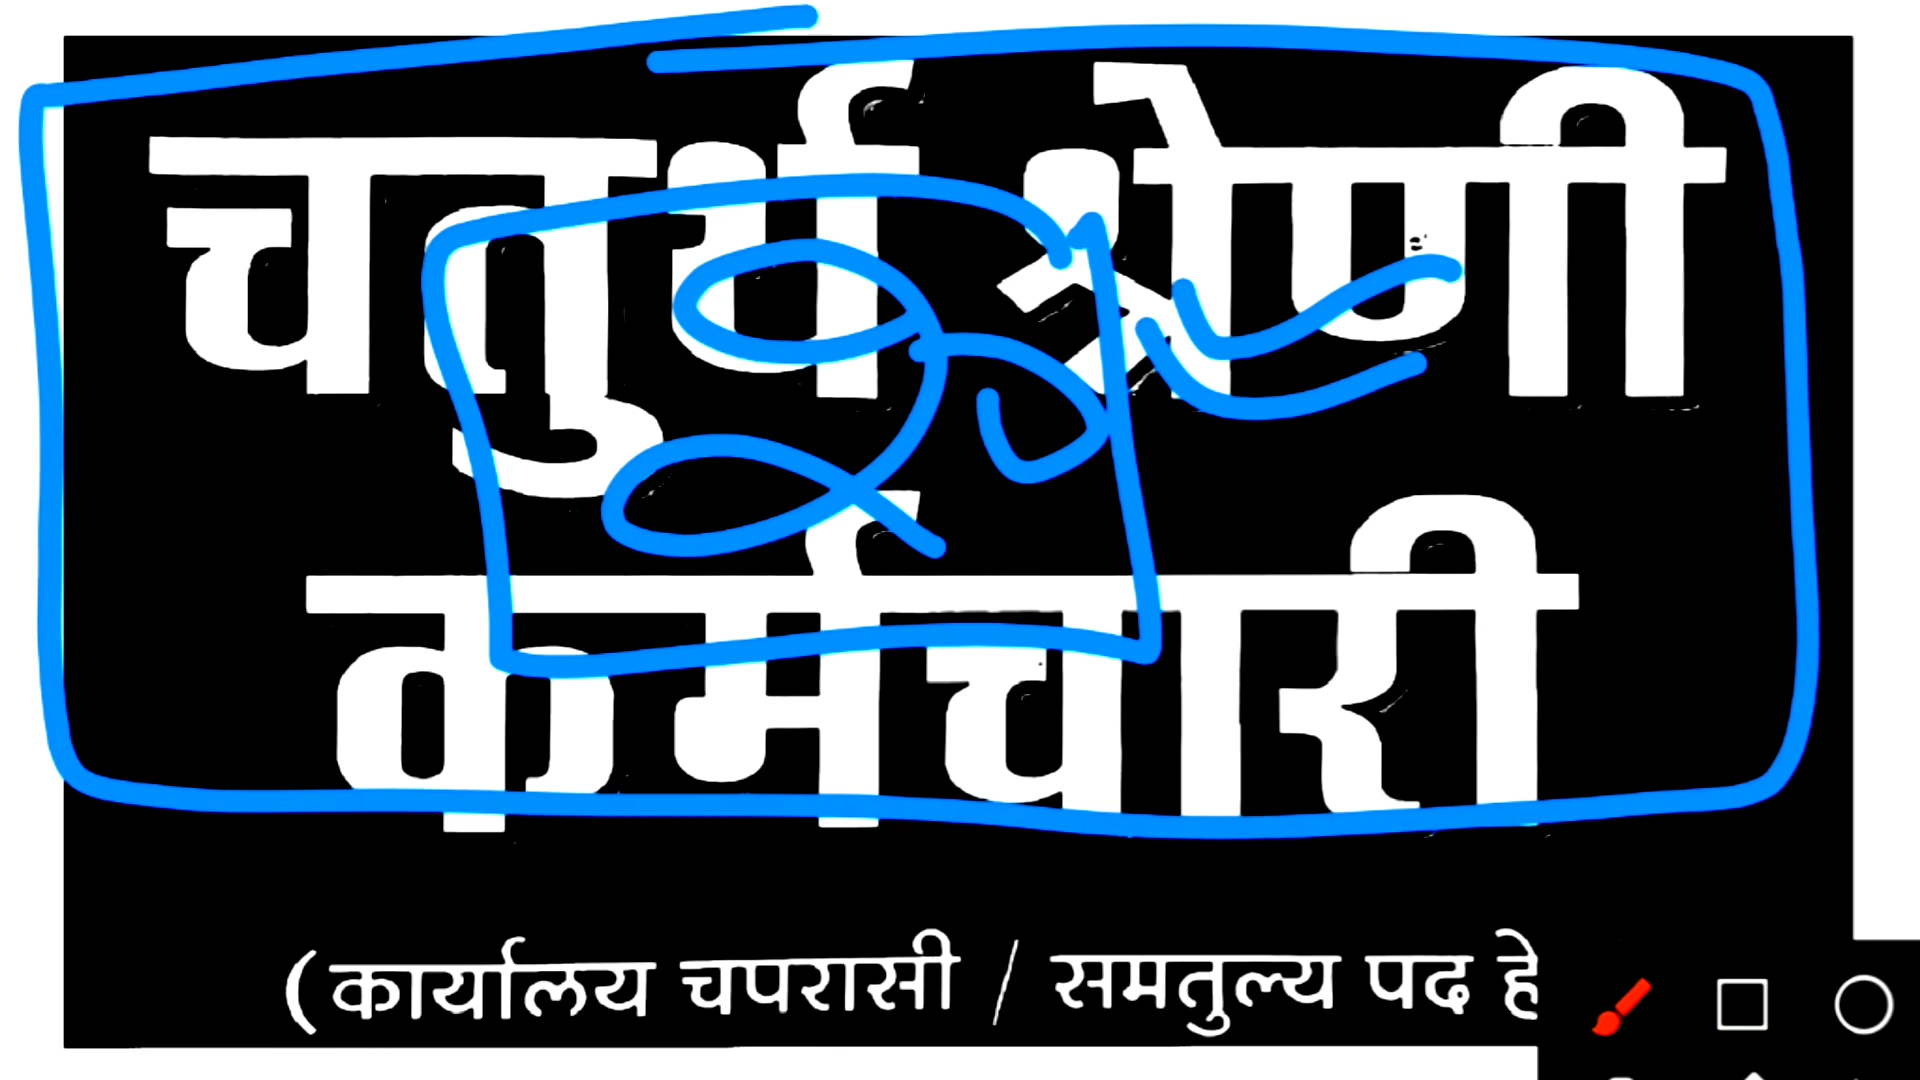 चतुर्थ श्रेणी
कर्मचारी
(कार्यालय चपरासी / समतुल्य पद